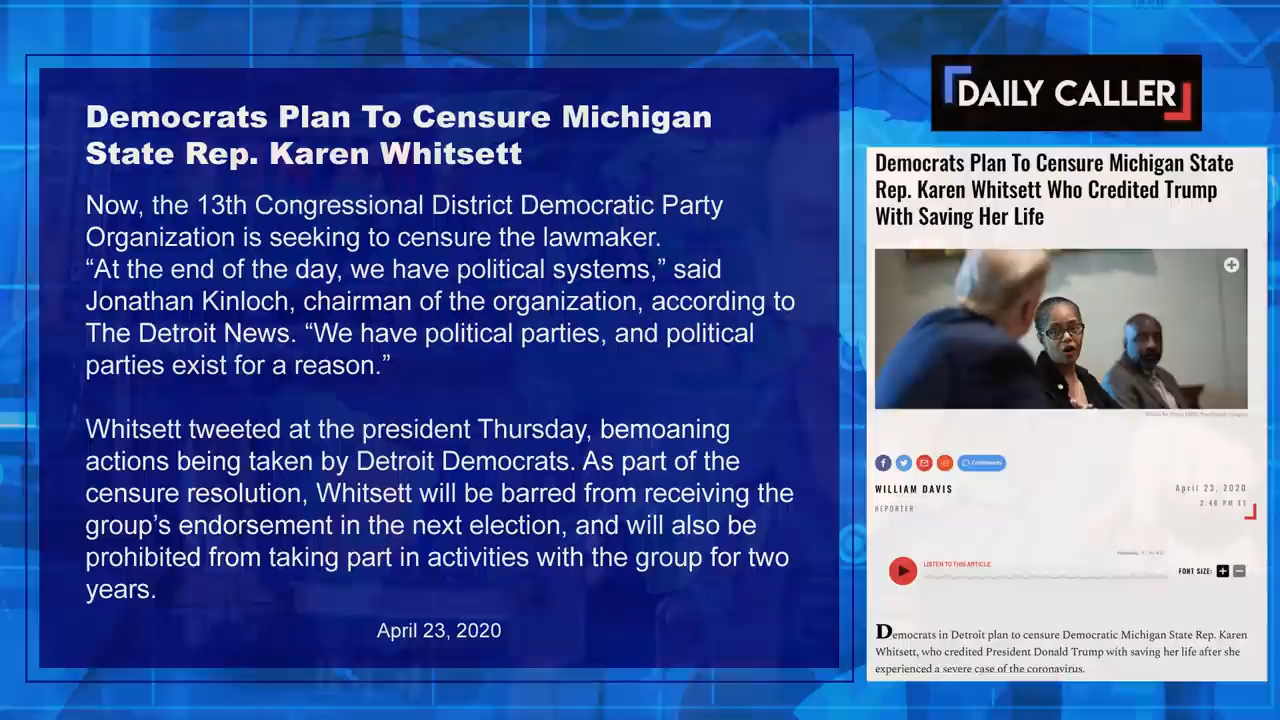 Democrats Plan To Censure Michigan
State Rep. Karen Whitsett
Now, the 13th Congressional District Democratic Party
Organization is seeking to censure the lawmaker.
“At the end of the day, we have political systems,” said
Jonathan Kinloch, chairman of the organization, according to
The Detroit News. “We have political parties, and political
parties exist for a reason.”
Whitsett tweeted at the president Thursday, bemoaning
actions being taken by Detroit Democrats. As part of the
censure resolution, Whitsett will be barred from receiving the
group’s endorsement in the next election, and will also be
prohibited from taking part in activities with the group for two
years.
April 23, 2020
DAILY CALLER
Democrats Plan To Censure Michigan State
Rep. Karen Whitsett Who Credited Trump
With Saving Her Life
Comments
WILLIAM DAVIS
REPORTER
April 23, 2020
2:46 PM ET
LISTEN TO THIS ARTICLE
FONT SIZE:
Democrats in Detroit plan to censure Democratic Michigan State Rep. Karen
Whitsett, who credited President Donald Trump with saving her life after she
experienced a severe case of the coronavirus.